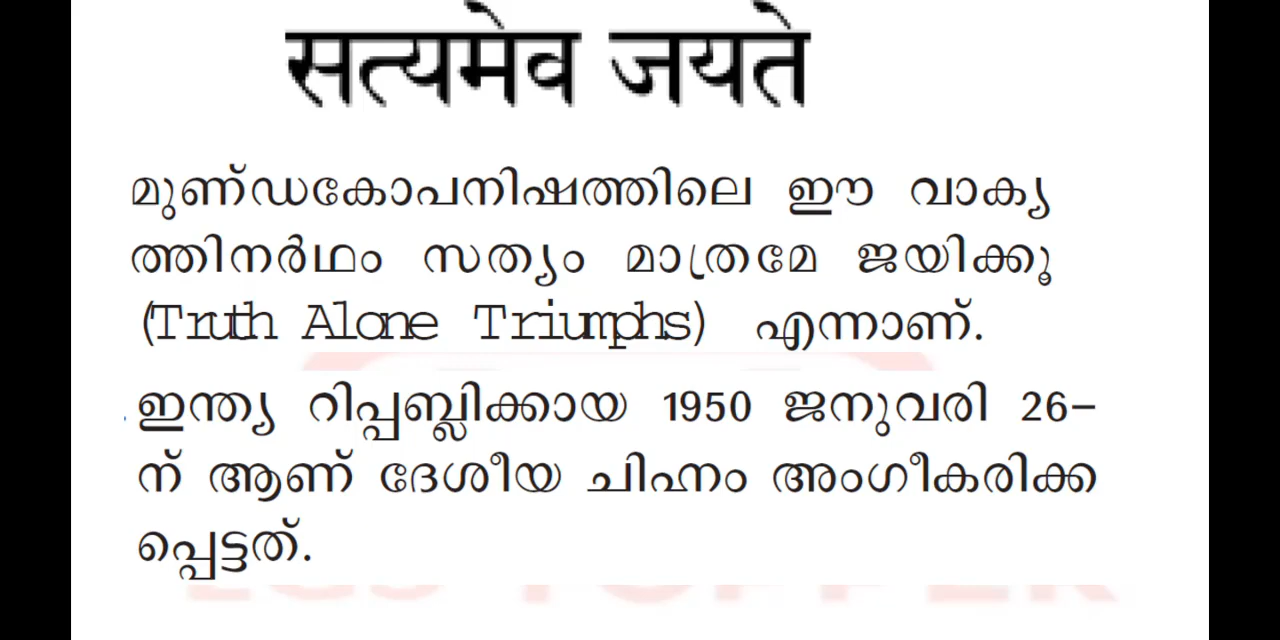 सत्यमेव जयते
മുണ്ഡകോപനിഷത്തിലെ ഈ വാക്യ
ത്തിനർഥം സത്യം മാത്രമേ ജയിക്കൂ
(Truth Alone Triumphs) എന്നാണ്.
ഇന്ത്യ റിപ്പബ്ലിക്കായ 1950 ജനുവരി 26–
ന് ആണ് ദേശീയ ചിഹ്നം അംഗീകരിക്ക
പ്പെട്ടത്.